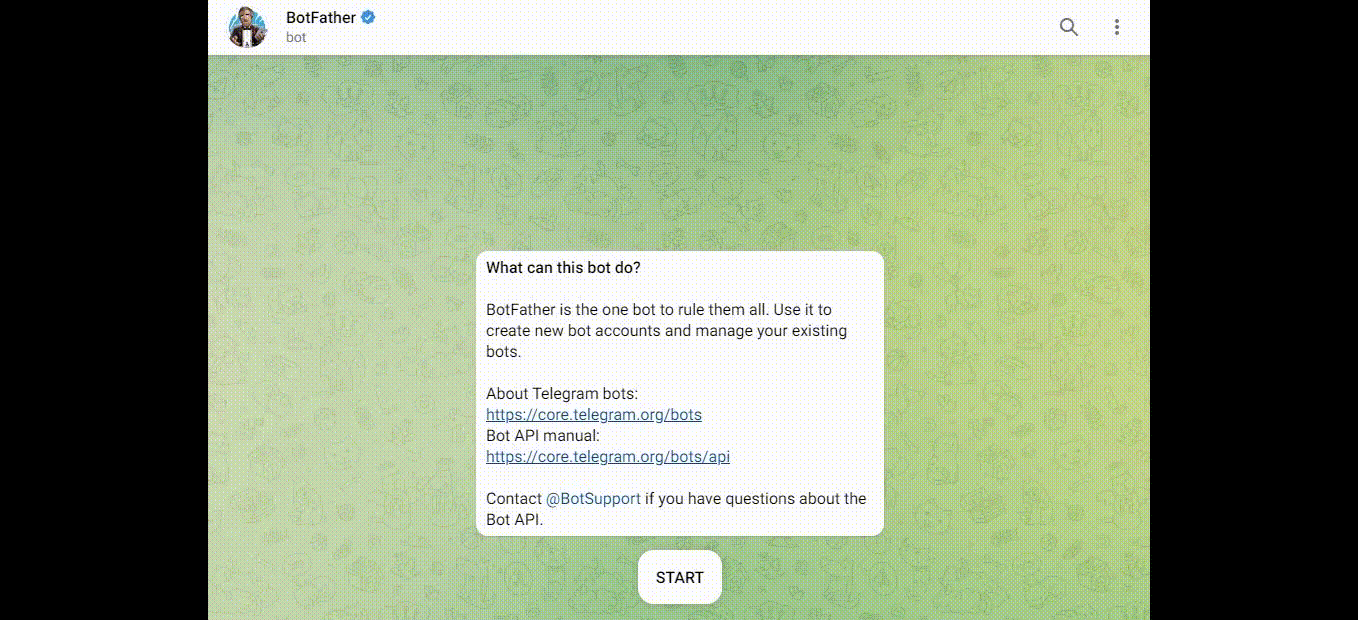 BotFather
bot
What can this bot do?
BotFather is the one bot to rule them all. Use it to
create new bot accounts and manage your existing
bots.
About Telegram bots:
https://core.telegram.org/bots
Bot API manual:
https://core.telegram.org/bots/api
Contact @BotSupport if you have questions about the
Bot API.
START